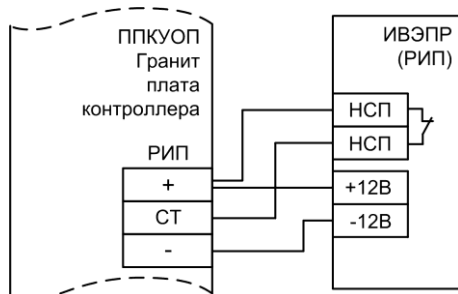 ППКУОП
Гранит
плата
контроллера
РИП
+
СТ
-
ИВЭПР
(РИП)
НСП
НСП
+12В
-12В